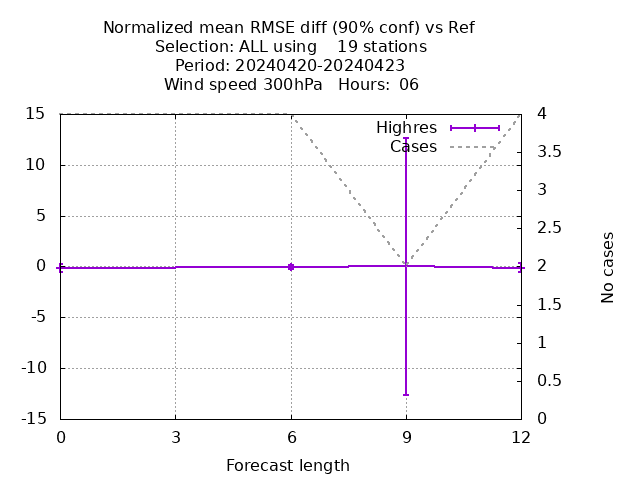 Normalized mean RMSE diff (90% conf) vs Ref
Selection: ALL using    19 stations
Period: 20240420-20240423
Wind speed 300hPa   Hours:  06
Highres
Cases
15
10
5
0
-5
-10
-15
4
3.5
3
2.5
2
1.5
1
0.5
0
No cases
0 3 6 9 12
Forecast length